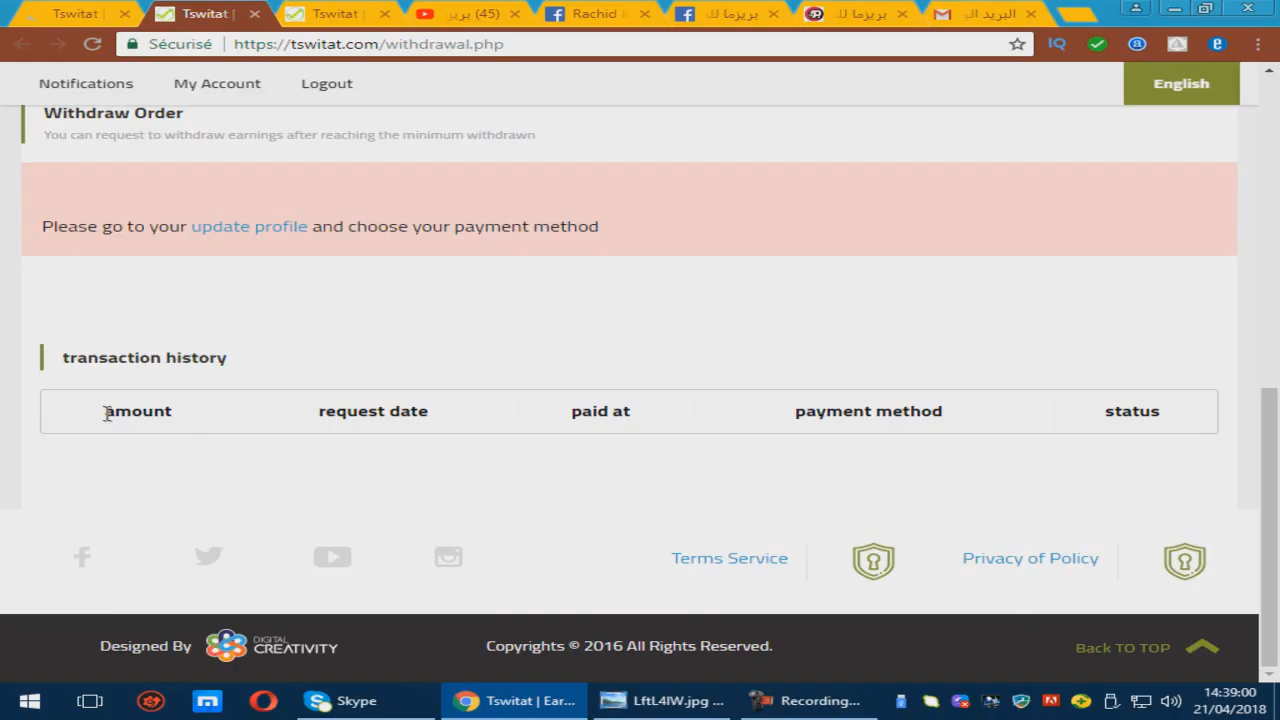 Tswitat |
Tswitat |
Tswitat |
(45) بريز
Rachid
بريزما لك
بريزما لك
البريد ال
Sécurisé
https://tswitat.com/withdrawal.php
IQ
Notifications
My Account
Logout
English
Withdraw Order
You can request to withdraw earnings after reaching the minimum withdrawn
Please go to your update profile and choose your payment method
transaction history
amount
request date
paid at
payment method
status
Terms Service
Privacy of Policy
Designed By
DIGITAL
CREATIVITY
Copyrights © 2016 All Rights Reserved.
Back TO TOP
Skype
Tswitat | Ear...
LftL4IW.jpg ...
Recording...
14:39:00
21/04/2018